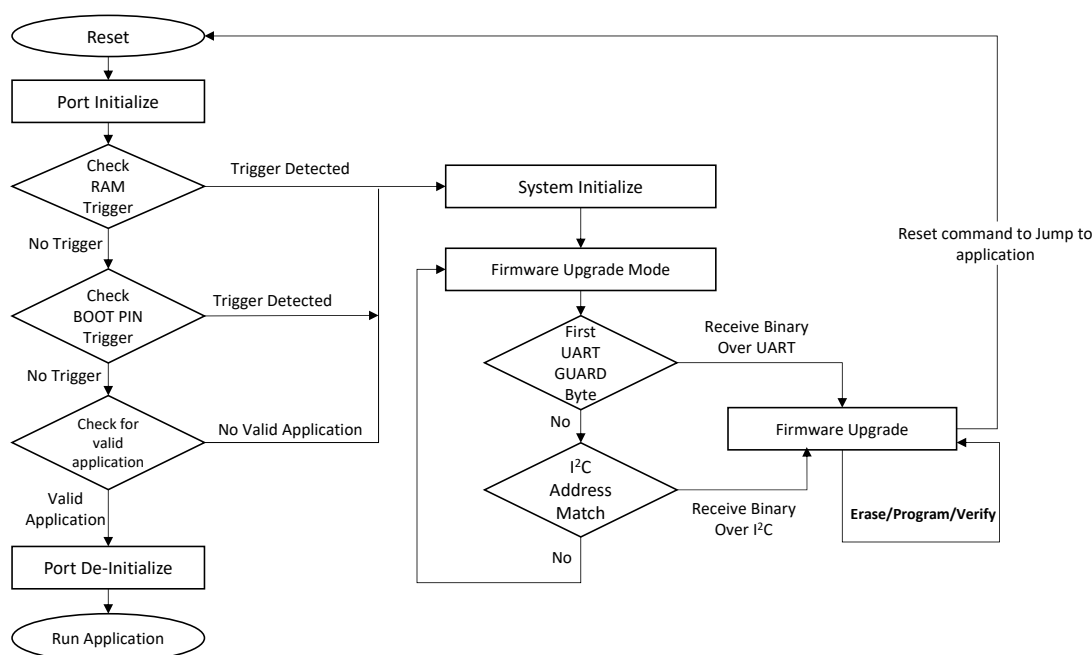 Reset
Port Initialize
Check
RAM
Trigger
Trigger Detected
No Trigger
Check
BOOT PIN
Trigger
Trigger Detected
No Trigger
Check for
valid
application
No Valid Application
Valid
Application
Port De-Initialize
Run Application
System Initialize
Firmware Upgrade Mode
First
UART
GUARD
Byte
Receive Binary
Over UART
No
I²C
Address
Match
Receive Binary
Over I²C
No
Firmware Upgrade
Erase/Program/Verify
Reset command to Jump to
application